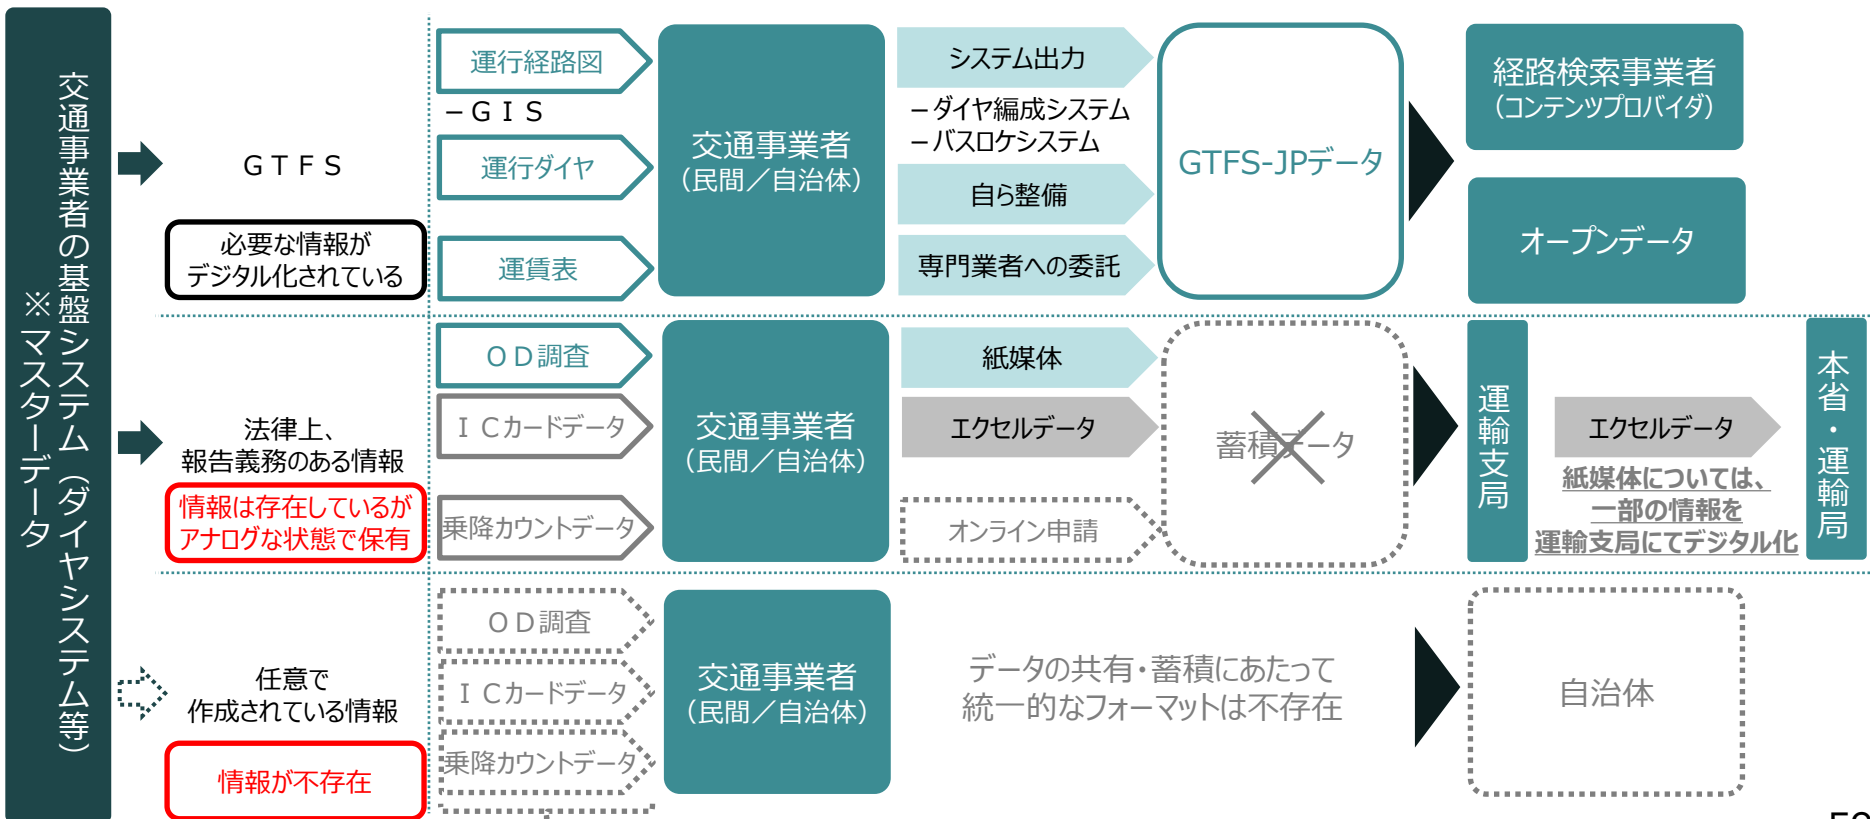 交通事業者の基盤システム（ダイヤシステム等）
※マスターデータ
ＧＴＦＳ
必要な情報が
デジタル化されている
運行経路図
－ＧＩＳ
運行ダイヤ
運賃表
交通事業者
（民間／自治体）
システム出力
－ダイヤ編成システム
－バスロケシステム
自ら整備
専門業者への委託
GTFS-JPデータ
経路検索事業者
（コンテンツプロバイダ）
オープンデータ
法律上、
報告義務のある情報
情報は存在しているが
アナログな状態で保有
ＯＤ調査
ＩＣカードデータ
乗降カウントデータ
交通事業者
（民間／自治体）
紙媒体
エクセルデータ
オンライン申請
蓄積データ
運輸支局
エクセルデータ
紙媒体については、
一部の情報を
運輸支局にてデジタル化
本省・運輸局
任意で
作成されている情報
情報が不存在
ＯＤ調査
ＩＣカードデータ
乗降カウントデータ
交通事業者
（民間／自治体）
データの共有・蓄積にあたって
統一的なフォーマットは不存在
自治体